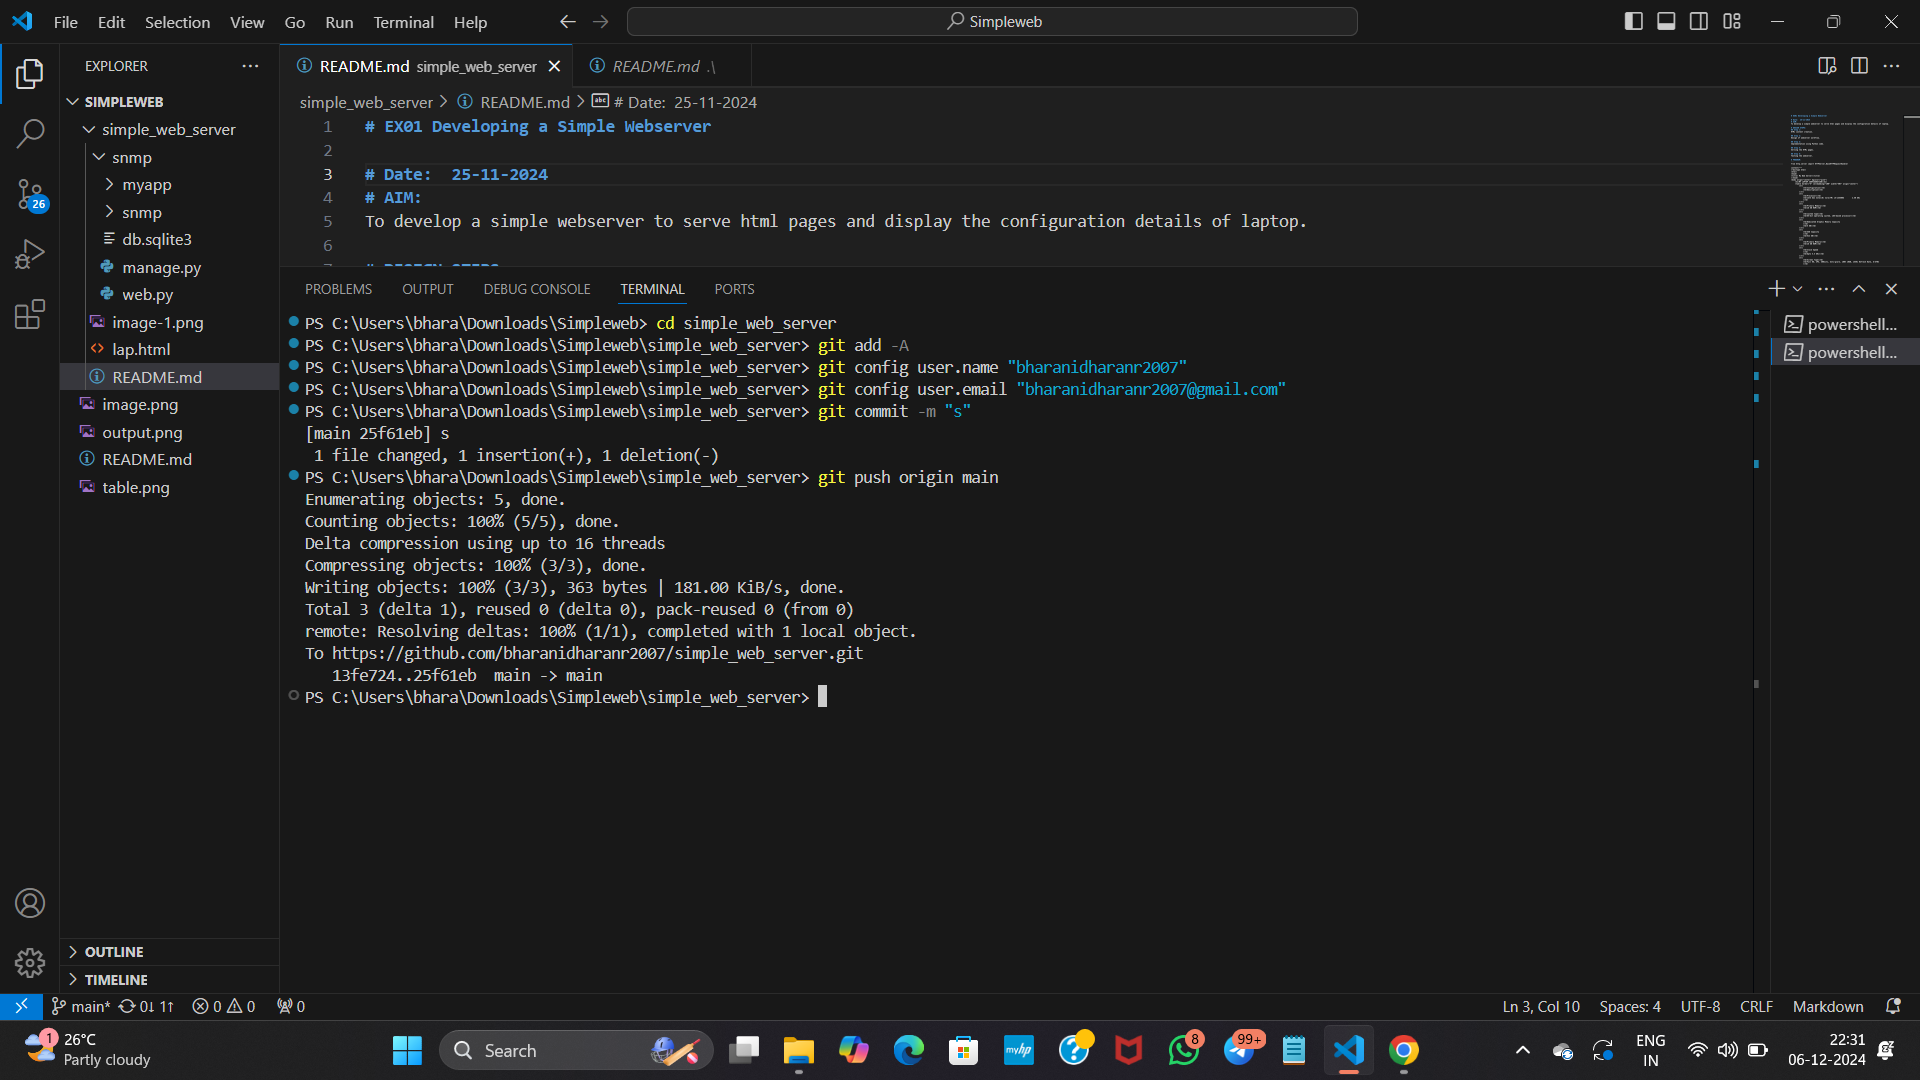 File Edit Selection View Go Run Terminal Help
Simpleweb
EXPLORER
SIMPLEWEB
simple_web_server
snmp
myapp
snmp
db.sqlite3
manage.py
web.py
image-1.png
lap.html
README.md
image.png
output.png
README.md
table.png
OUTLINE
TIMELINE
26
README.md simple_web_server
README.md .\
simple_web_server > README.md > # Date: 25-11-2024
1 # EX01 Developing a Simple Webserver
2
3 # Date:  25-11-2024
4 # AIM:
5 To develop a simple webserver to serve html pages and display the configuration details of laptop.
6
PROBLEMS OUTPUT DEBUG CONSOLE TERMINAL PORTS
powershell...
powershell...
PS C:\Users\bhara\Downloads\Simpleweb> cd simple_web_server
PS C:\Users\bhara\Downloads\Simpleweb\simple_web_server> git add -A
PS C:\Users\bhara\Downloads\Simpleweb\simple_web_server> git config user.name "bharanidharanr2007"
PS C:\Users\bhara\Downloads\Simpleweb\simple_web_server> git config user.email "bharanidharanr2007@gmail.com"
PS C:\Users\bhara\Downloads\Simpleweb\simple_web_server> git commit -m "s"
[main 25f61eb] s
 1 file changed, 1 insertion(+), 1 deletion(-)
PS C:\Users\bhara\Downloads\Simpleweb\simple_web_server> git push origin main
Enumerating objects: 5, done.
Counting objects: 100% (5/5), done.
Delta compression using up to 16 threads
Compressing objects: 100% (3/3), done.
Writing objects: 100% (3/3), 363 bytes | 181.00 KiB/s, done.
Total 3 (delta 1), reused 0 (delta 0), pack-reused 0 (from 0)
remote: Resolving deltas: 100% (1/1), completed with 1 local object.
To https://github.com/bharanidharanr2007/simple_web_server.git
   13fe724..25f61eb  main -> main
PS C:\Users\bhara\Downloads\Simpleweb\simple_web_server>
main* 0↓ 1↑ 0 0 0
Ln 3, Col 10 Spaces: 4 UTF-8 CRLF Markdown
1 26°C
Partly cloudy
Search
myhp
8
99+
ENG
IN
22:31
06-12-2024